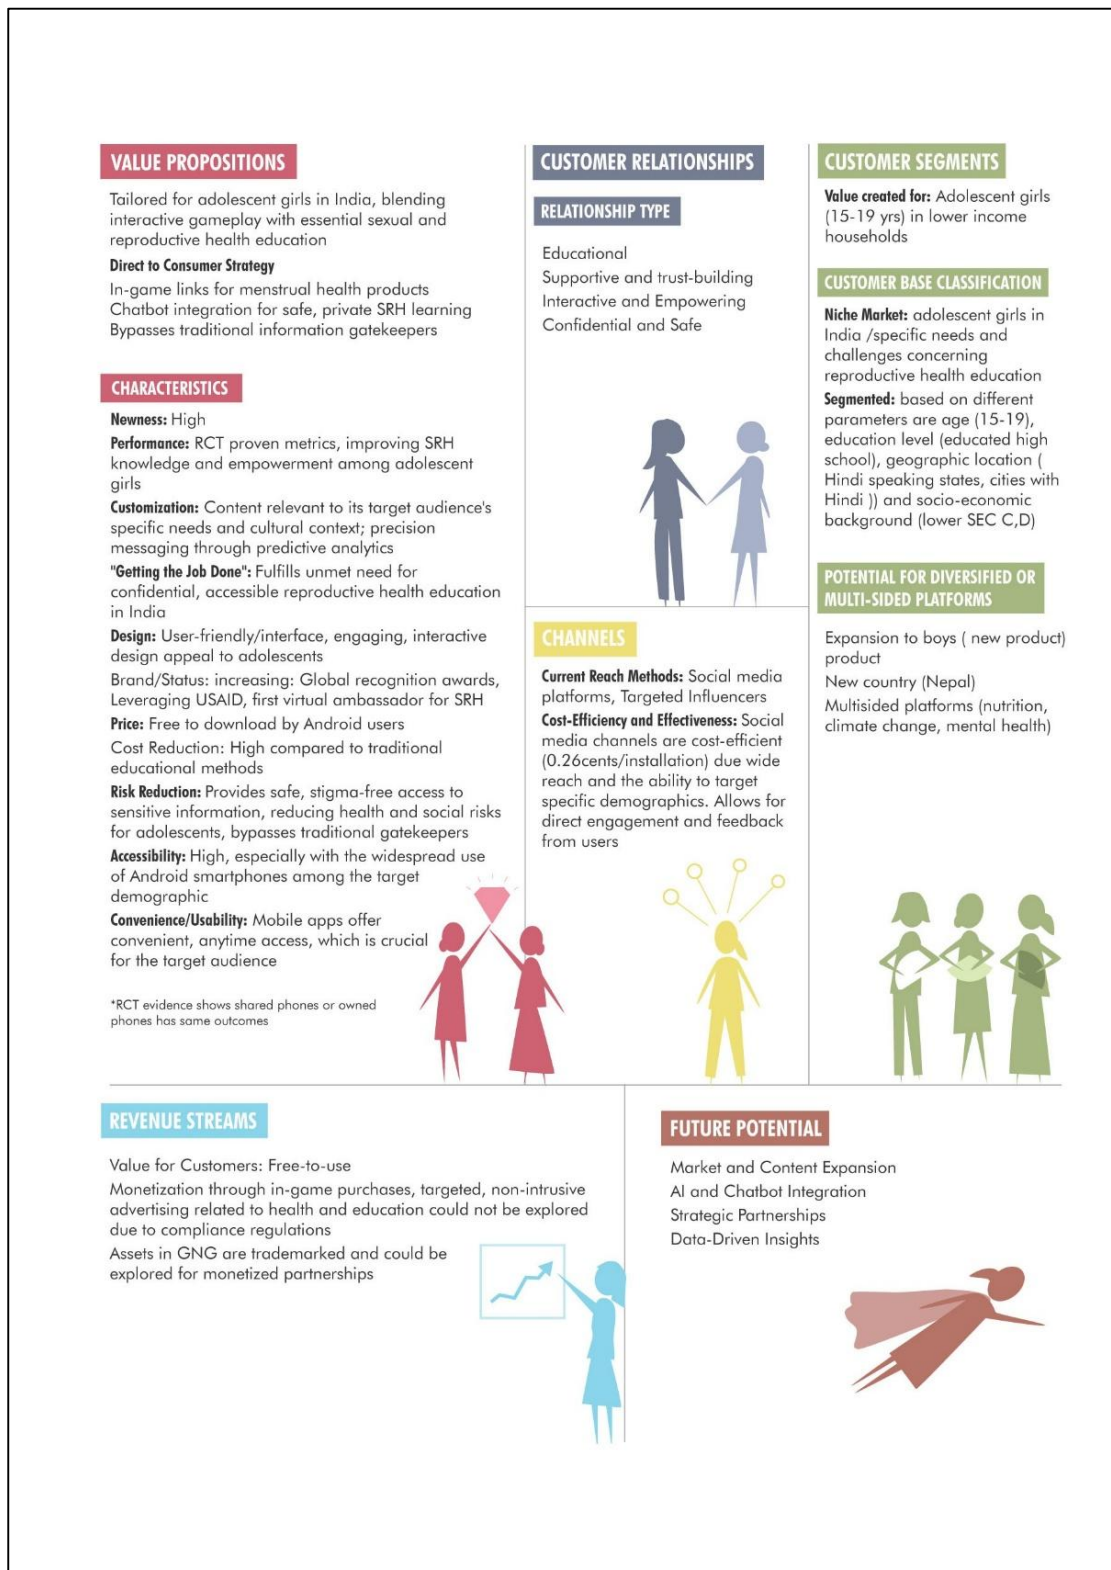 VALUE PROPOSITIONS
Tailored for adolescent girls in India, blending
interactive gameplay with essential sexual and
reproductive health education
Direct to Consumer Strategy
In-game links for menstrual health products
Chatbot integration for safe, private SRH learning
Bypasses traditional information gatekeepers
CHARACTERISTICS
Newness: High
Performance: RCT proven metrics, improving SRH
knowledge and empowerment among adolescent
girls
Customization: Content relevant to its target audience's
specific needs and cultural context; precision
messaging through predictive analytics
"Getting the Job Done": Fulfills unmet need for
confidential, accessible reproductive health education
in India
Design: User-friendly/interface, engaging, interactive
design appeal to adolescents
Brand/Status: increasing: Global recognition awards,
Leveraging USAID, first virtual ambassador for SRH
Price: Free to download by Android users
Cost Reduction: High compared to traditional
educational methods
Risk Reduction: Provides safe, stigma-free access to
sensitive information, reducing health and social risks
for adolescents, bypasses traditional gatekeepers
Accessibility: High, especially with the widespread use
of Android smartphones among the target
demographic
Convenience/Usability: Mobile apps offer
convenient, anytime access, which is crucial
for the target audience
*RCT evidence shows shared phones or owned
phones has same outcomes
CUSTOMER RELATIONSHIPS
RELATIONSHIP TYPE
Educational
Supportive and trust-building
Interactive and Empowering
Confidential and Safe
CHANNELS
Current Reach Methods: Social media
platforms, Targeted Influencers
Cost-Efficiency and Effectiveness: Social
media channels are cost-efficient
(0.26cents/installation) due wide
reach and the ability to target
specific demographics. Allows for
direct engagement and feedback
from users
CUSTOMER SEGMENTS
Value created for: Adolescent girls
(15-19 yrs) in lower income
households
CUSTOMER BASE CLASSIFICATION
Niche Market: adolescent girls in
India /specific needs and
challenges concerning
reproductive health education
Segmented: based on different
parameters are age (15-19),
education level (educated high
school), geographic location (
Hindi speaking states, cities with
Hindi )) and socio-economic
background (lower SEC C,D)
POTENTIAL FOR DIVERSIFIED OR
MULTI-SIDED PLATFORMS
Expansion to boys ( new product)
product
New country (Nepal)
Multisided platforms (nutrition,
climate change, mental health)
REVENUE STREAMS
Value for Customers: Free-to-use
Monetization through in-game purchases, targeted, non-intrusive
advertising related to health and education could not be explored
due to compliance regulations
Assets in GNG are trademarked and could be
explored for monetized partnerships
FUTURE POTENTIAL
Market and Content Expansion
AI and Chatbot Integration
Strategic Partnerships
Data-Driven Insights